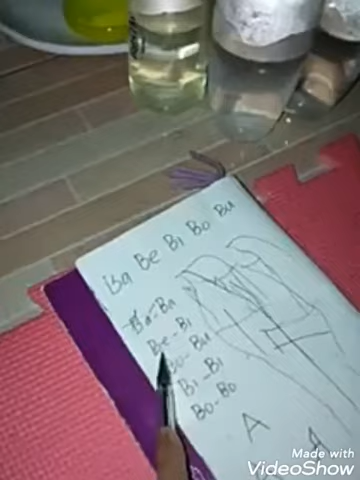 Ba Be Bi Bo Bu
Ba-Ba
Be-Bi
Bo-Bu
Bi-Bi
Bo-Bo
A
A
Made with
VideoShow